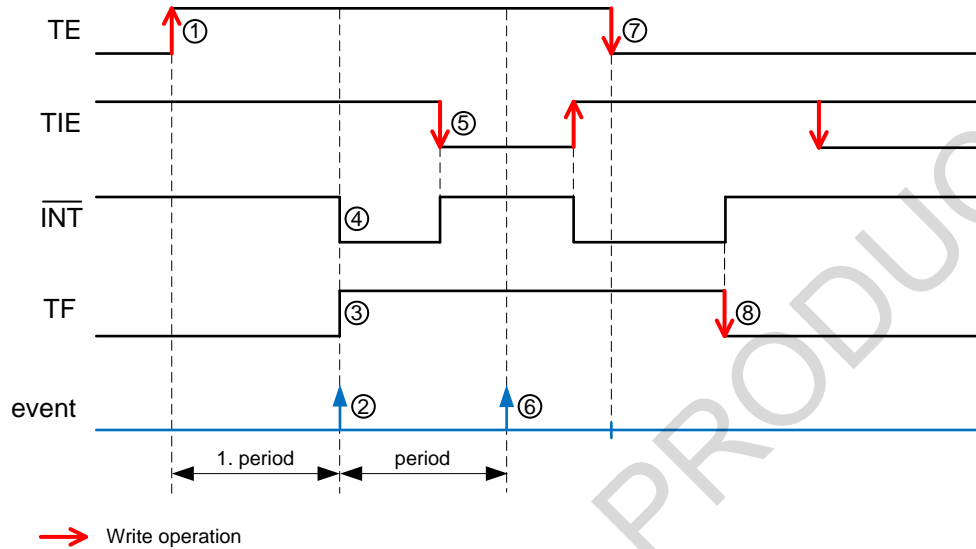 TE ① ⑦
TIE ⑤
INT ④
TF ③ ⑧
event ② ⑥
1. period period
Write operation
PRODUC